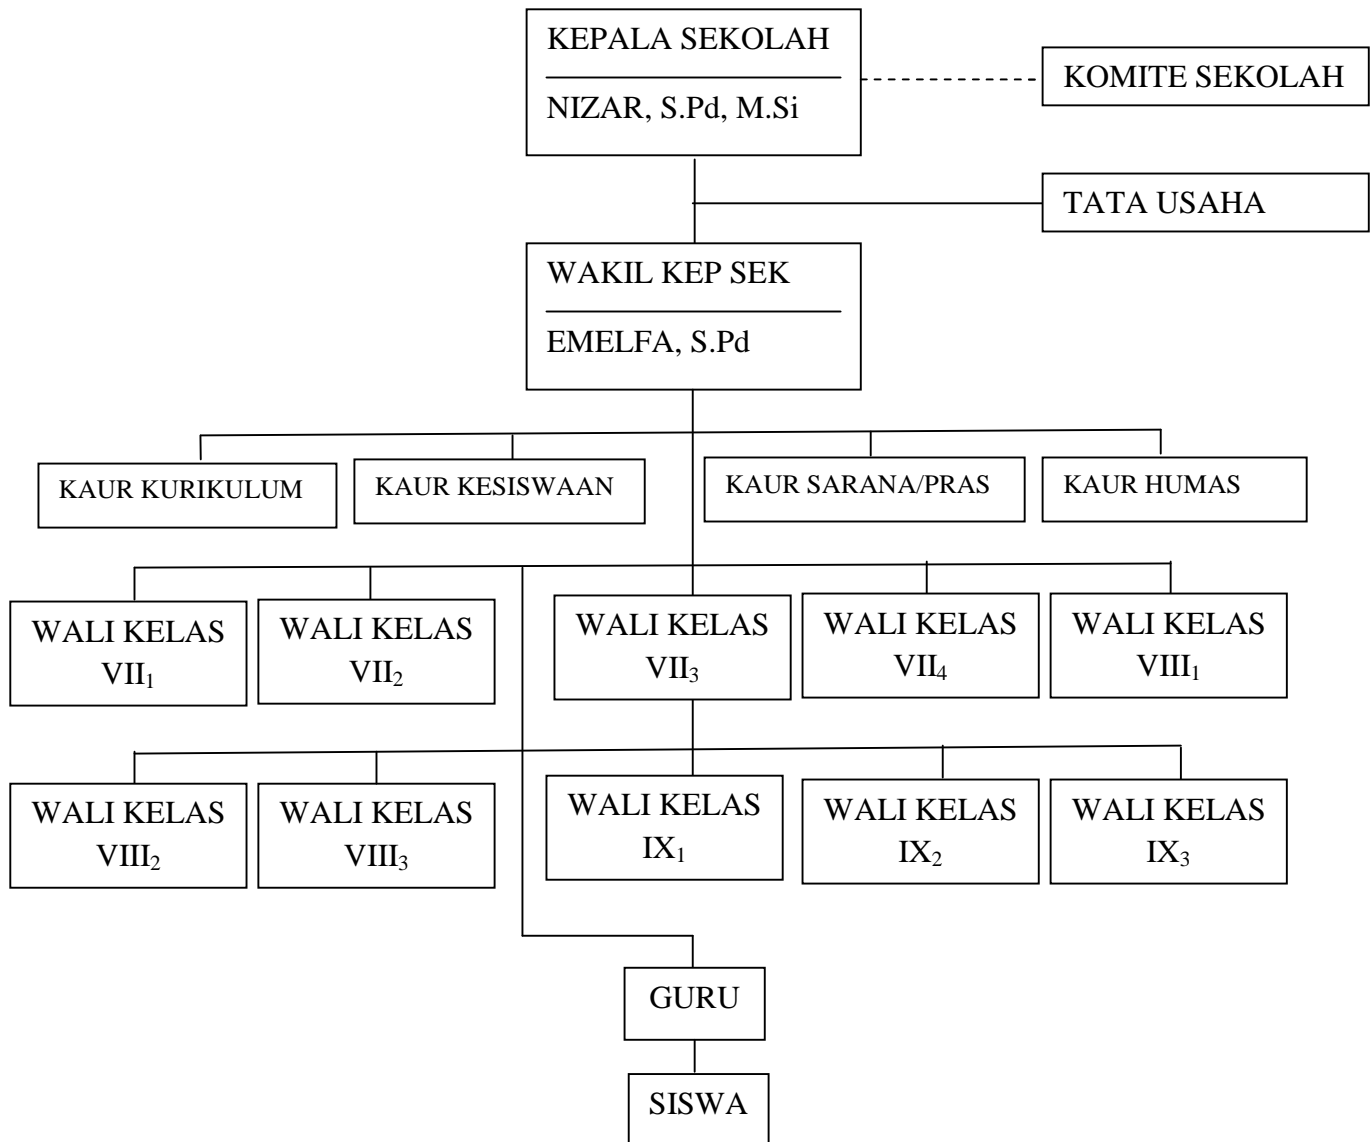 KEPALA SEKOLAH
NIZAR, S.Pd, M.Si
KOMITE SEKOLAH
TATA USAHA
WAKIL KEP SEK
EMELFA, S.Pd
KAUR KURIKULUM
KAUR KESISWAAN
KAUR SARANA/PRAS
KAUR HUMAS
WALI KELAS
VII₁
WALI KELAS
VII₂
WALI KELAS
VII₃
WALI KELAS
VII₄
WALI KELAS
VIII₁
WALI KELAS
VIII₂
WALI KELAS
VIII₃
WALI KELAS
IX₁
WALI KELAS
IX₂
WALI KELAS
IX₃
GURU
SISWA